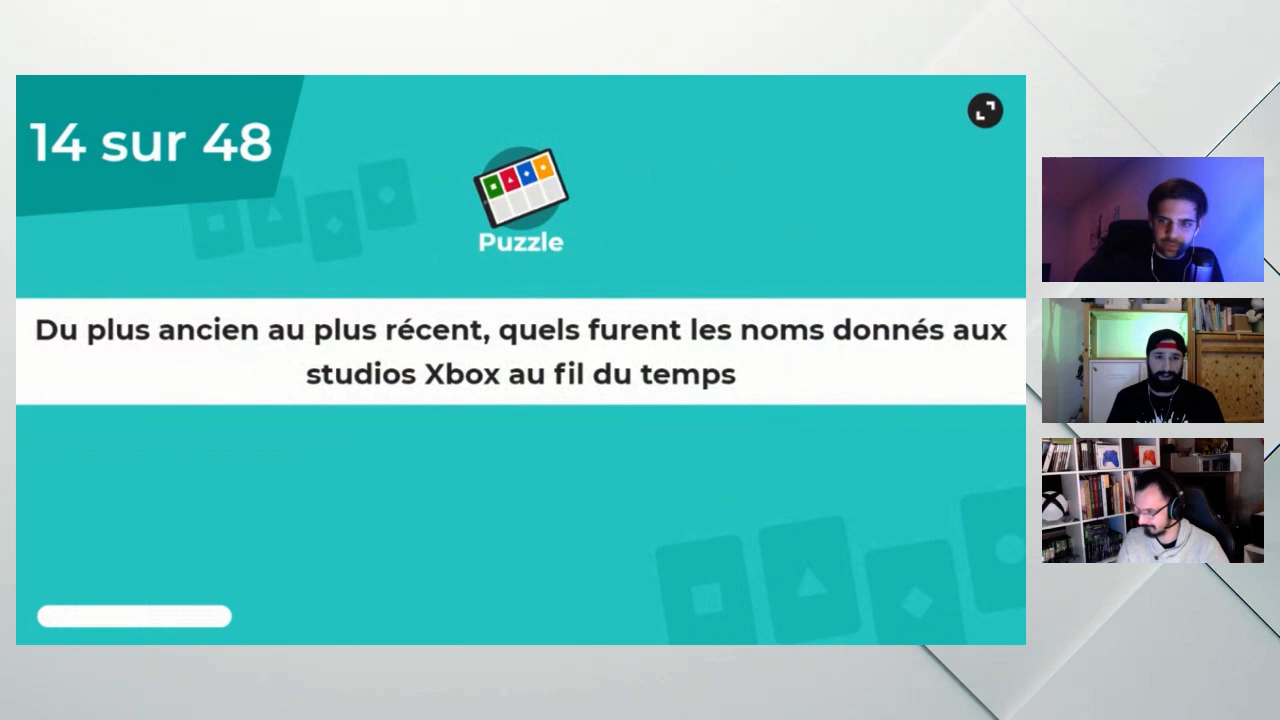 14 sur 48
Puzzle
Du plus ancien au plus récent, quels furent les noms donnés aux
studios Xbox au fil du temps